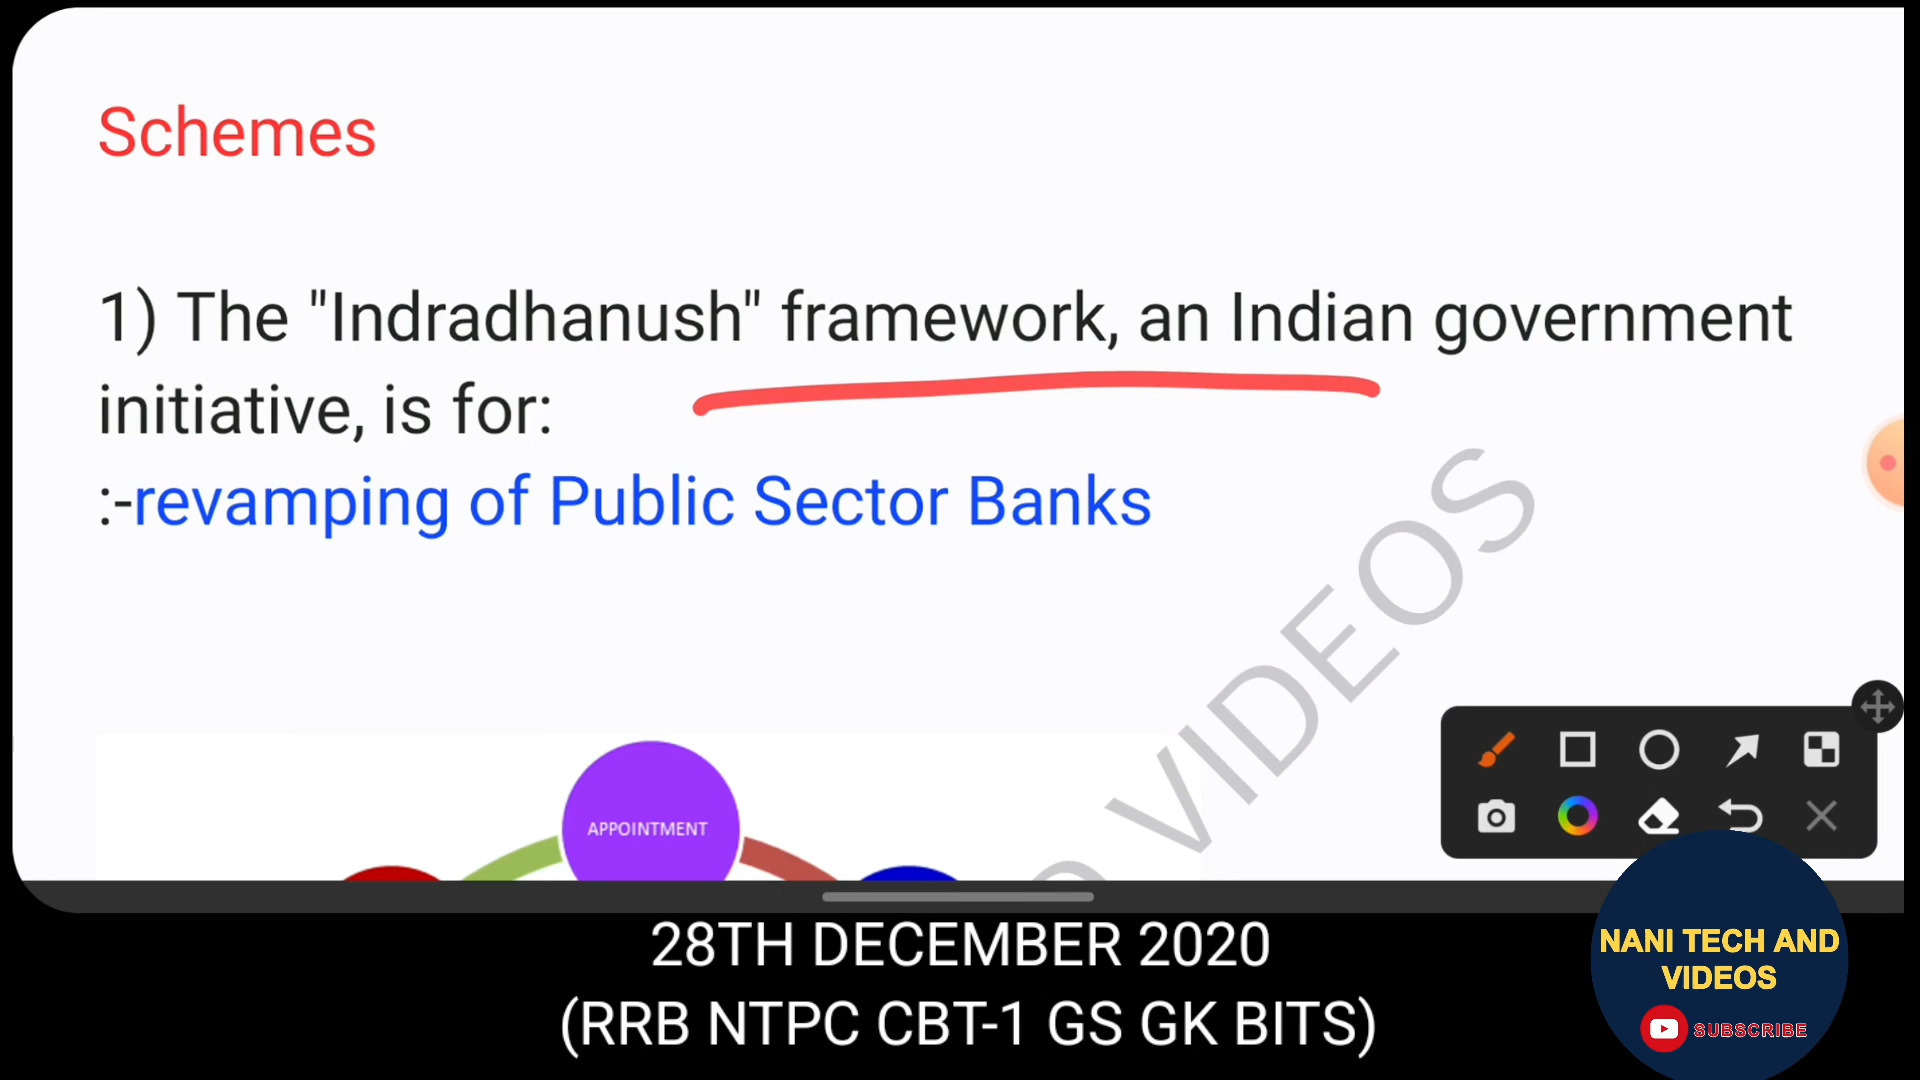 Schemes
1) The "Indradhanush" framework, an Indian government
initiative, is for:
:-revamping of Public Sector Banks
VIDEOS
APPOINTMENT
28TH DECEMBER 2020
(RRB NTPC CBT-1 GS GK BITS)
NANI TECH AND
VIDEOS
SUBSCRIBE